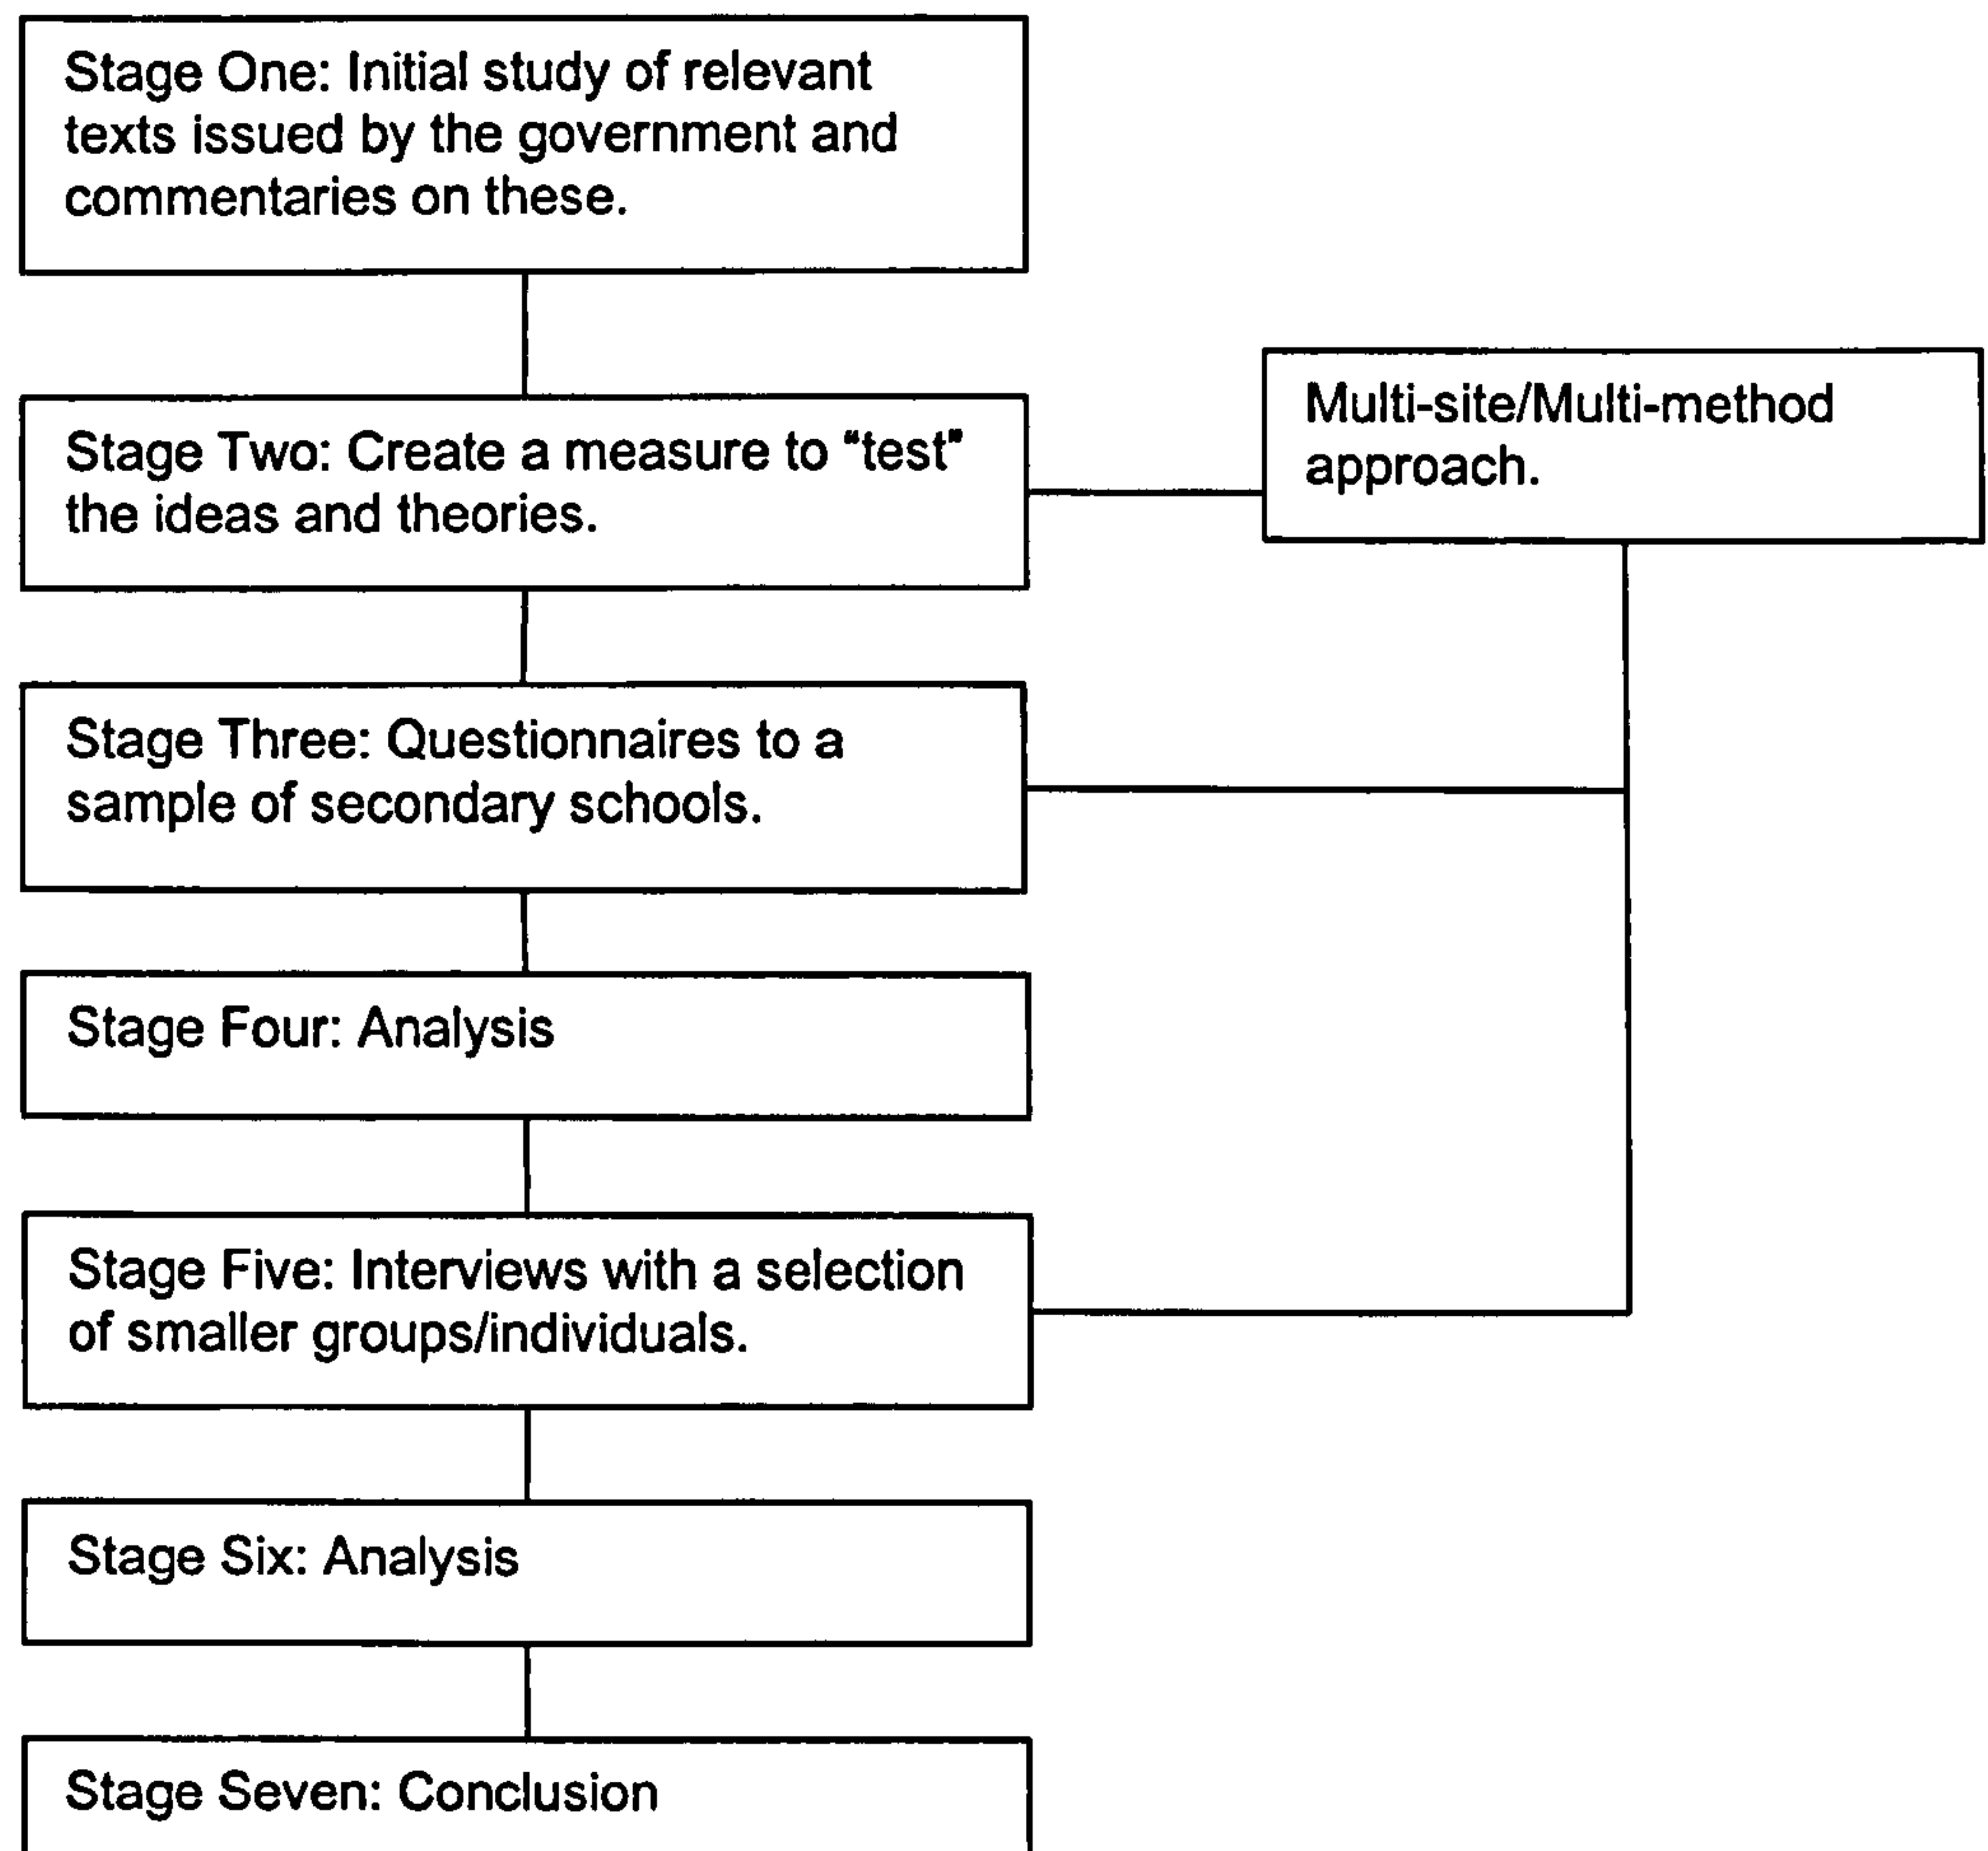 Stage One: Initial study of relevant
texts issued by the government and
commentaries on these.
Stage Two: Create a measure to “test”
the ideas and theories.
Multi-site/Multi-method
approach.
Stage Three: Questionnaires to a
sample of secondary schools.
Stage Four: Analysis
Stage Five: Interviews with a selection
of smaller groups/individuals.
Stage Six: Analysis
Stage Seven: Conclusion